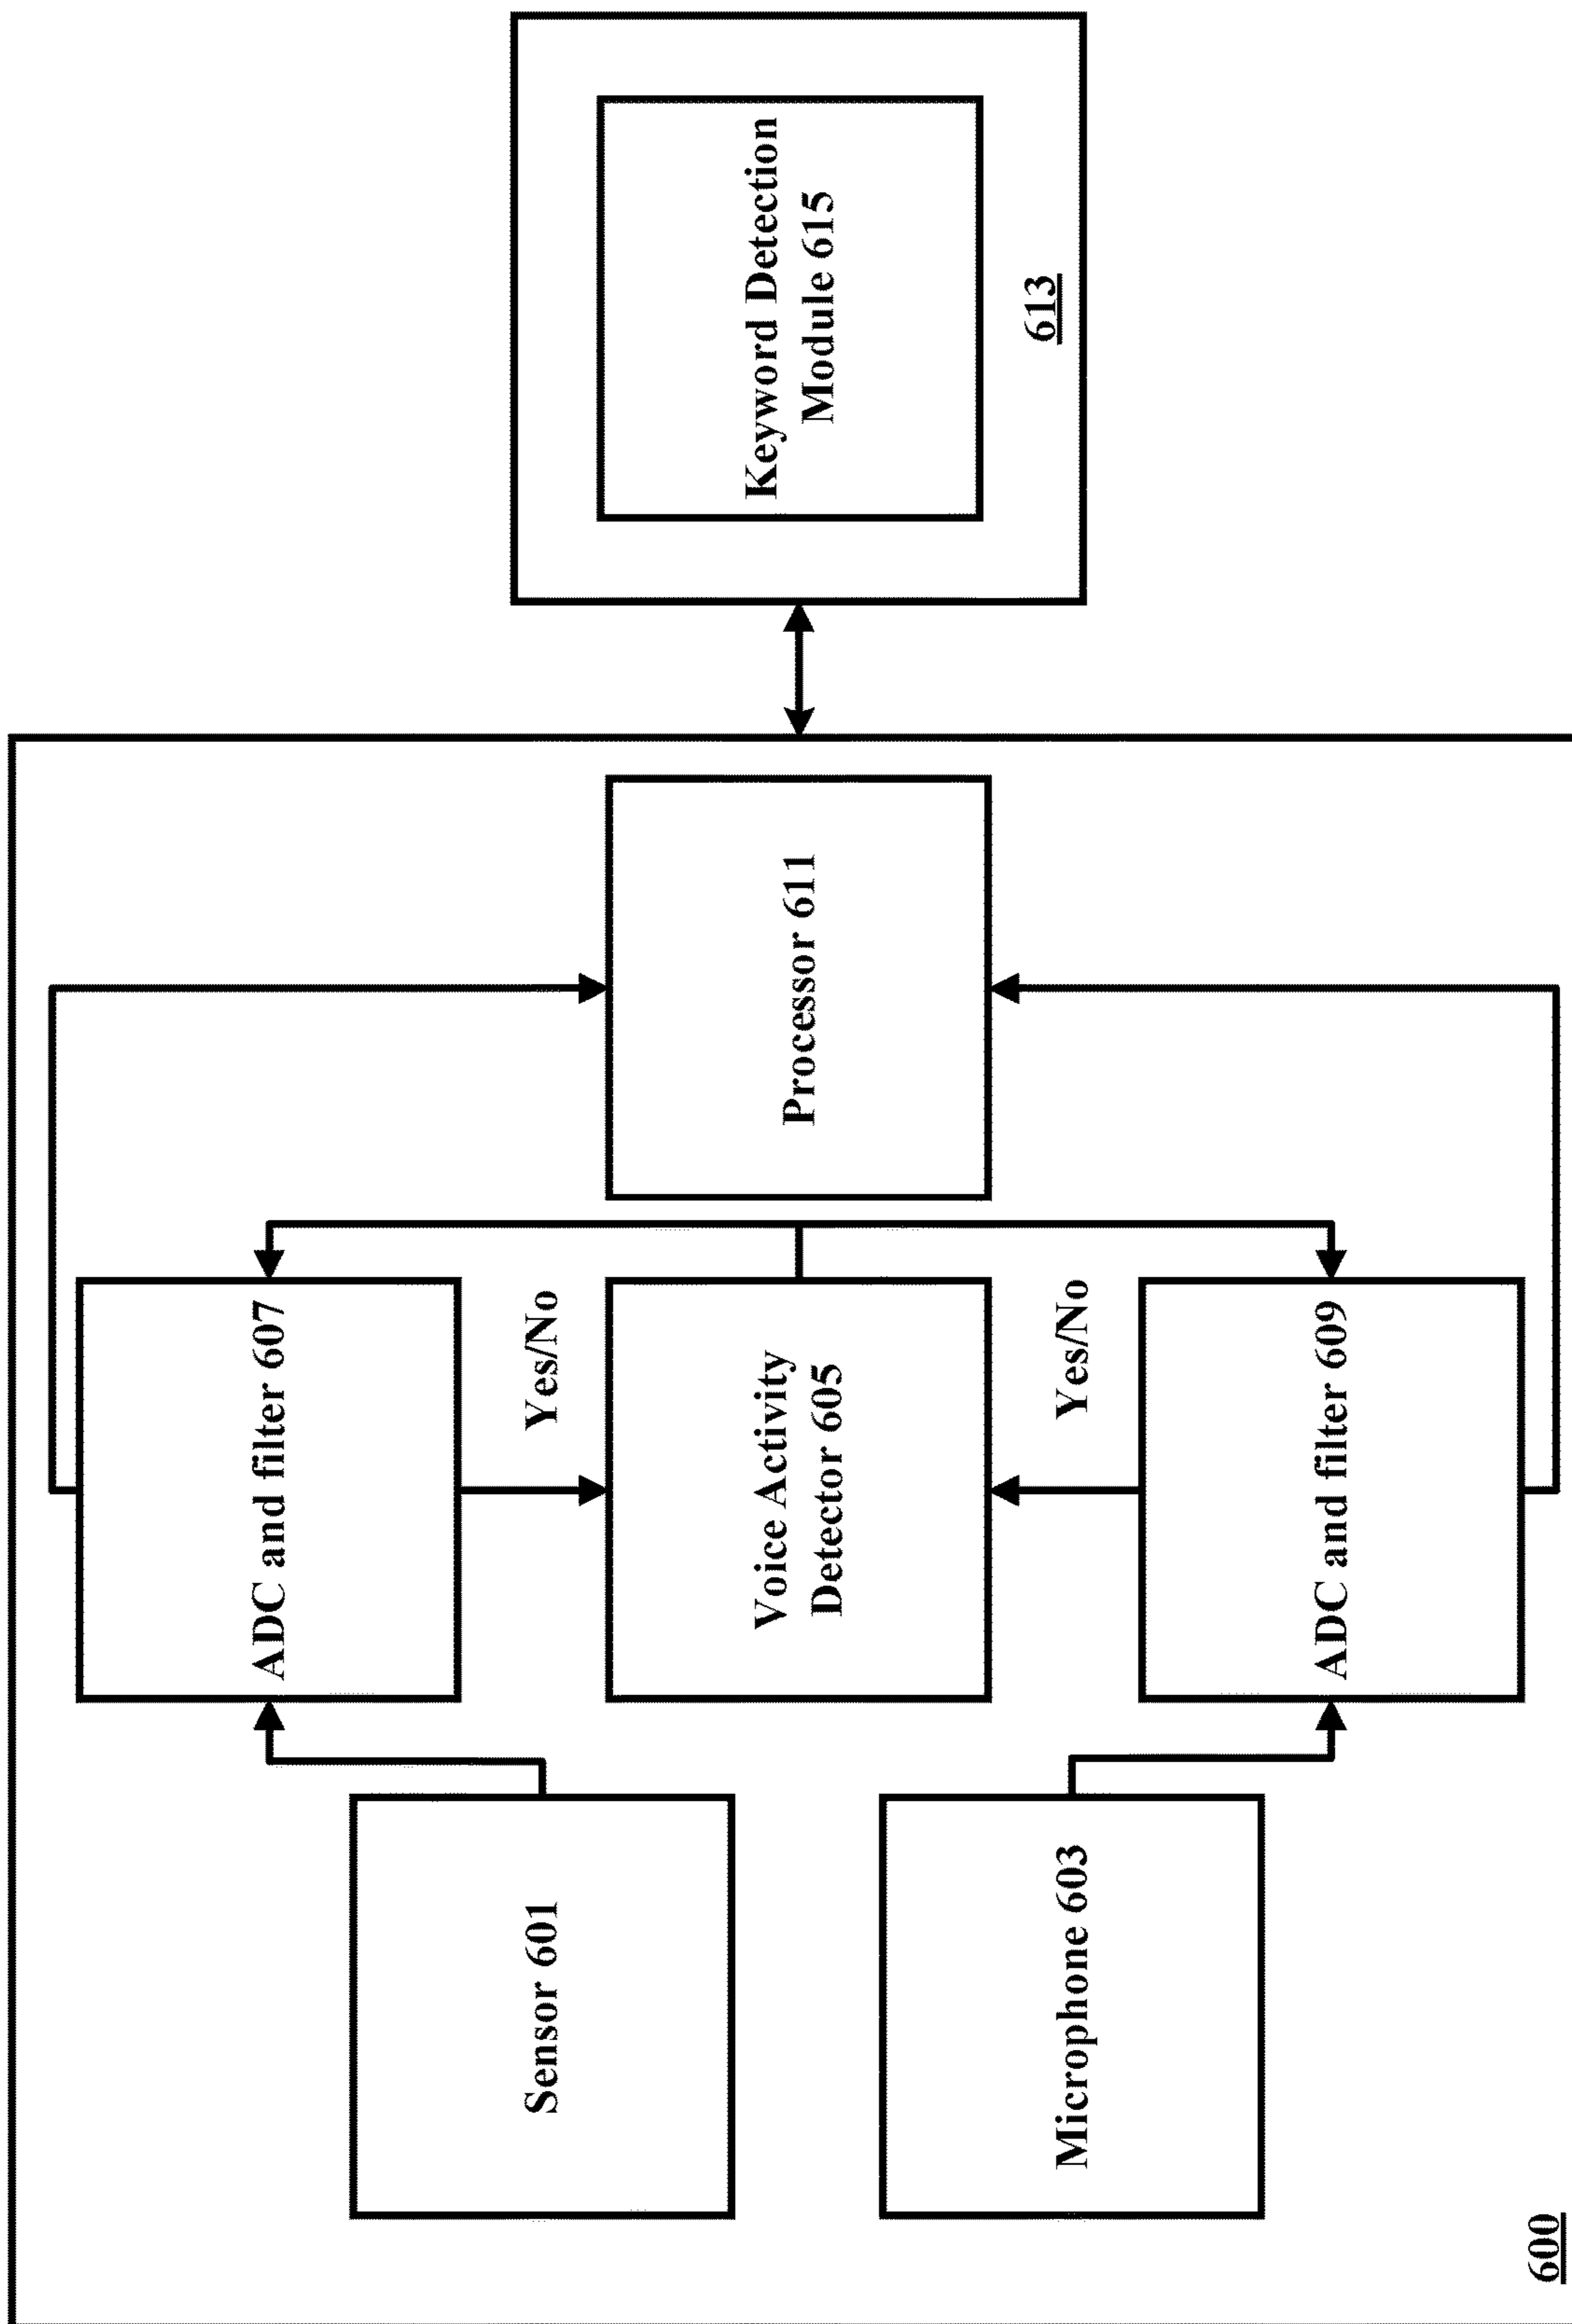 Sensor 601
Microphone 603
ADC and filter 607
Yes/No
Voice Activity
Detector 605
Yes/No
ADC and filter 609
Processor 611
Keyword Detection
Module 615
613
600